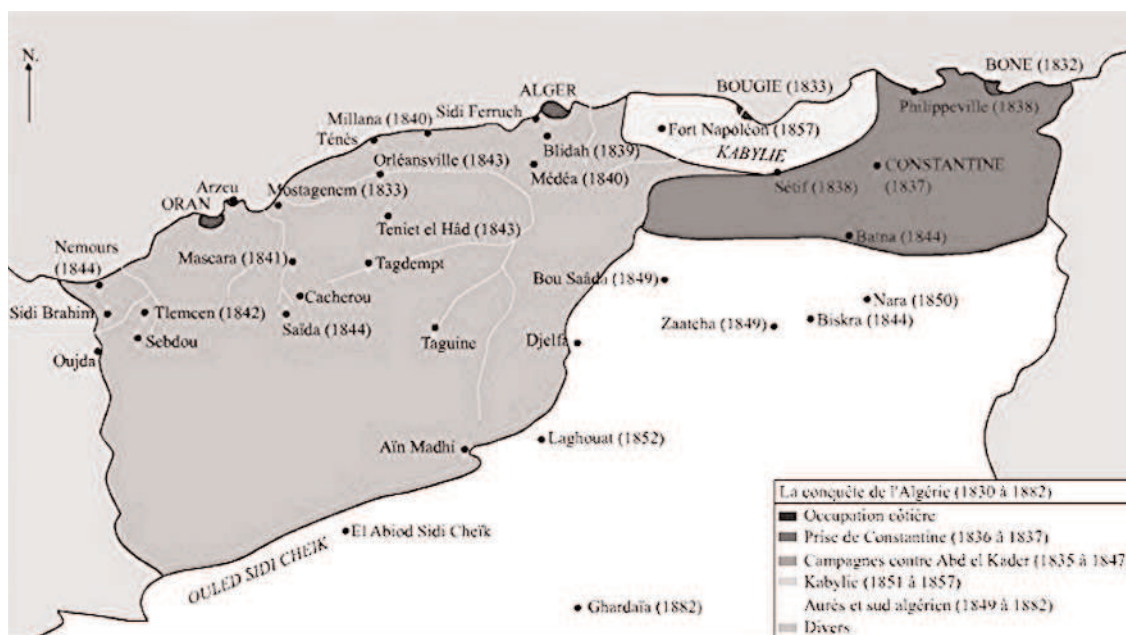 N.
BONE (1832)
BOUGIE (1833)
ALGER
Philippeville
(1838)
Sidi Ferruch
Millana (1840)
Fort Napoléon (1857)
Ténès
Blidah (1839)
KABYLIE
Orléansville (1843)
Médéa (1840)
CONSTANTINE
(1837)
Sétif (1838)
Arzeu
Mostagenem (1833)
ORAN
Teniet el Hâd (1843)
Batna (1844)
Nemours
(1844)
Mascara (1841)
Tagdempt
Bou Saâda (1849)
Cacherou
Nara (1850)
Sidi Brahim
Tlemcen (1842)
Saïda (1844)
Zaatcha (1849)
Biskra (1844)
Sebdou
Taguine
Djelfa
Oujda
Aïn Madhi
Laghouat (1852)
El Abiod Sidi Cheïk
OULED SIDI CHEÏK
Ghardaïa (1882)
La conquête de l'Algérie (1830 à 1882)
Occupation côtière
Prise de Constantine (1836 à 1837)
Campagnes contre Abd el Kader (1835 à 1847
Kabylie (1851 à 1857)
Aurés et sud algérien (1849 à 1882)
Divers